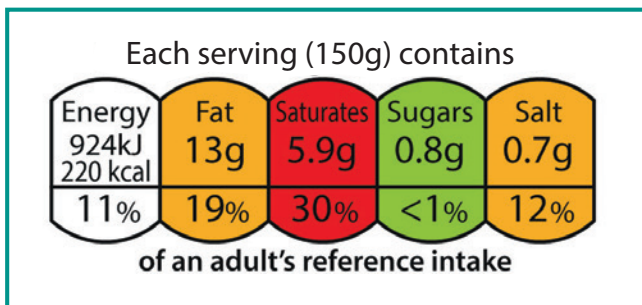 Each serving (150g) contains
Energy Fat Saturates Sugars Salt
924kJ 13g 5.9g 0.8g 0.7g
220 kcal
11% 19% 30% <1% 12%
of an adult's reference intake